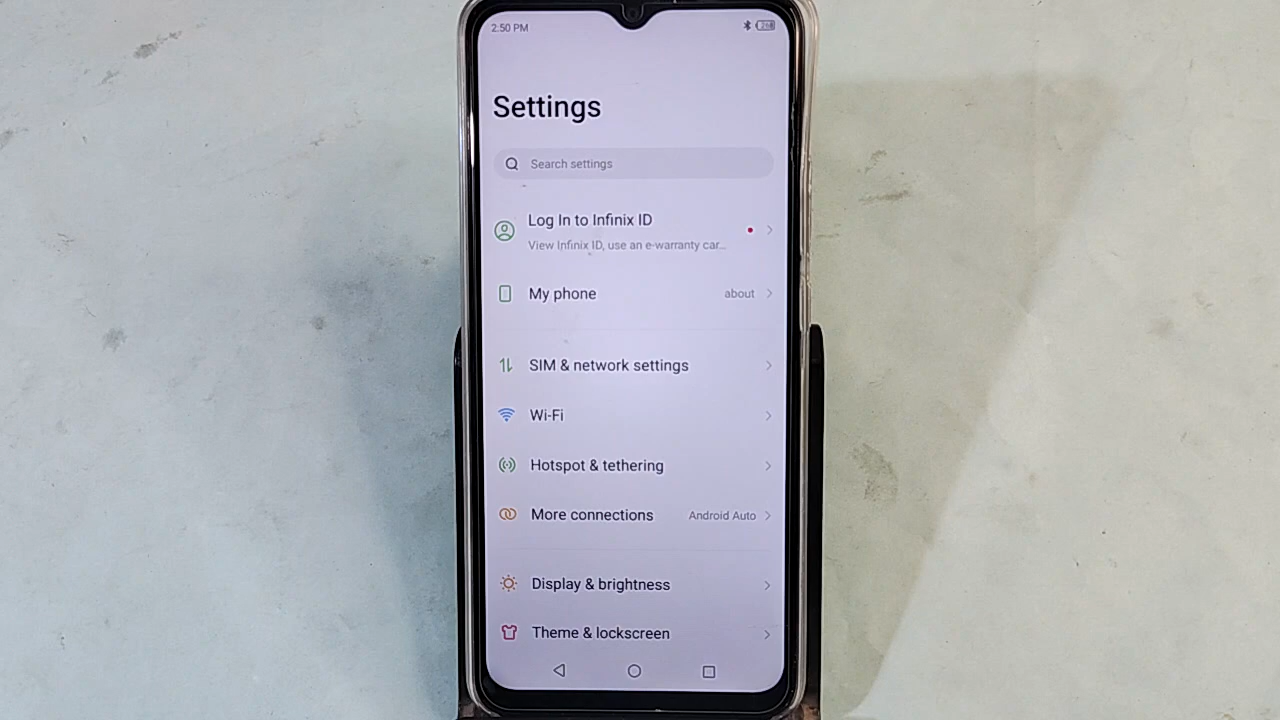 2:50 PM
Settings
Search settings
Log In to Infinix ID
View Infinix ID, use an e-warranty car...
My phone
about
SIM & network settings
Wi-Fi
Hotspot & tethering
More connections
Android Auto
Display & brightness
Theme & lockscreen